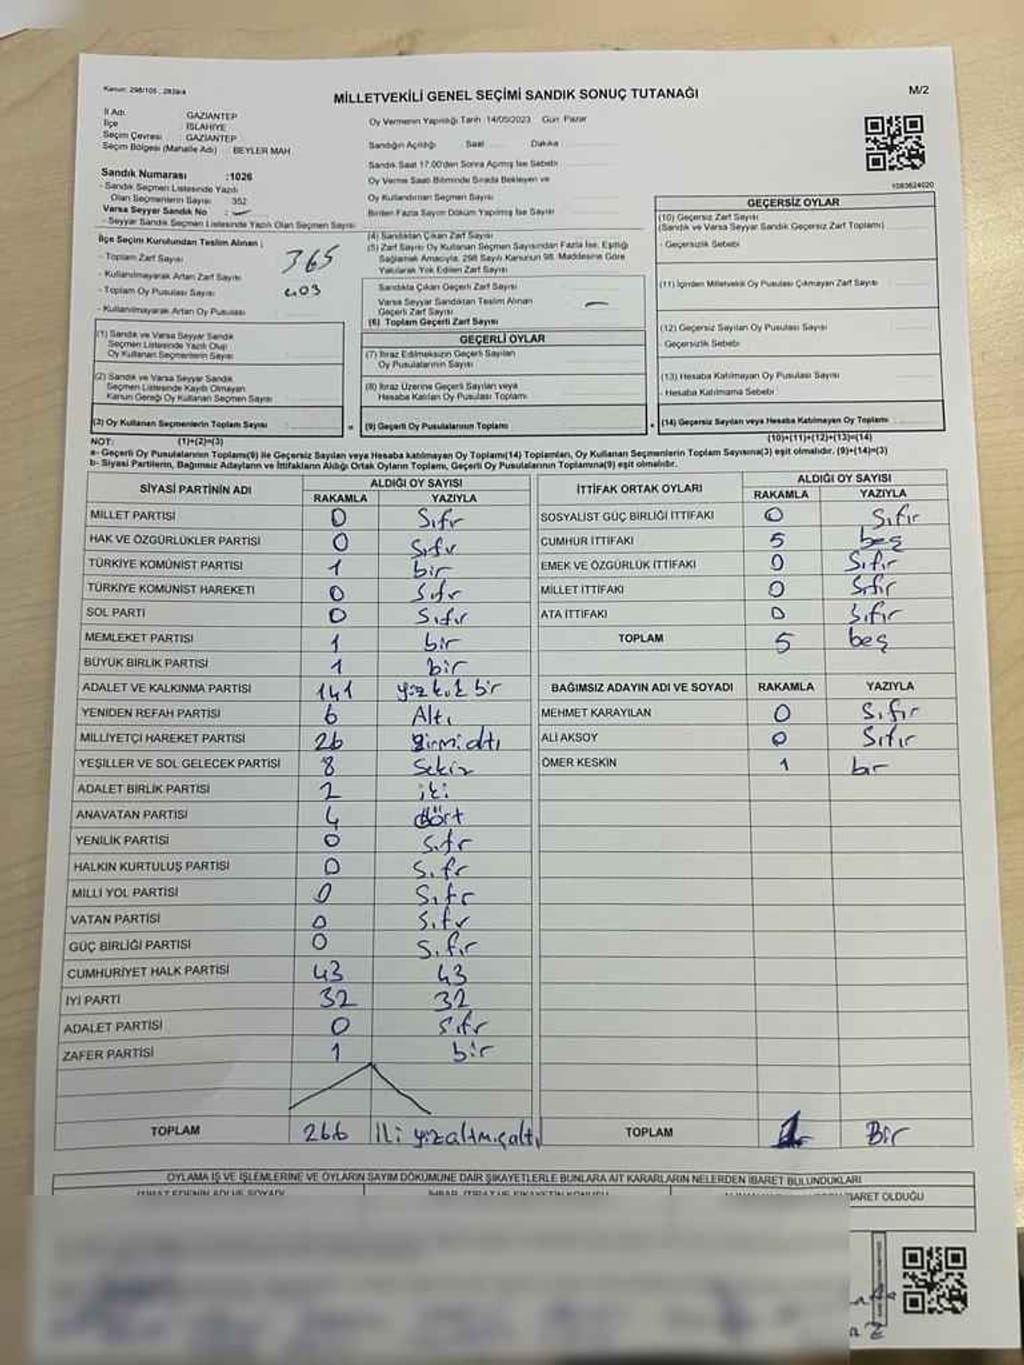 Kanun: 298/105 , 2839/4
MİLLETVEKİLİ GENEL SEÇİMİ SANDIK SONUÇ TUTANAĞI
M/2
İl Adı: GAZİANTEP
İlçe İSLAHİYE
Seçim Çevresi GAZİANTEP
Seçim Bölgesi (Mahalle Adı) : BEYLER MAH
Oy Vermenin Yapıldığı Tarih :14/05/2023 Gün: Pazar
Sandığın Açıldığı Saat Dakika
Sandık Saat 17.00'den Sonra Açılmış İse Sebebi
Oy Verme Saati Bitiminde Sırada Bekleyen ve
Oy Kullandırılan Seçmen Sayısı
Birden Fazla Sayım Döküm Yapılmış İse Sayısı
1083624020
Sandık Numarası :1026
- Sandık Seçmen Listesinde Yazılı
Olan Seçmenlerin Sayısı 352
Varsa Seyyar Sandık No :
- Seyyar Sandık Seçmen Listesinde Yazılı Olan Seçmen Sayısı
İlçe Seçim Kurulundan Teslim Alınan ;
- Toplam Zarf Sayısı 365
- Kullanılmayarak Artan Zarf Sayısı
- Toplam Oy Pusulası Sayısı 403
- Kullanılmayarak Artan Oy Pusulası
(4) Sandıktan Çıkan Zarf Sayısı
(5) Zarf Sayısı Oy Kullanan Seçmen Sayısından Fazla İse, Eşitliği
Sağlamak Amacıyla, 298 Sayılı Kanunun 98. Maddesine Göre
Yakılarak Yok Edilen Zarf Sayısı
Sandıkta Çıkan Geçerli Zarf Sayısı
Varsa Seyyar Sandıktan Teslim Alınan
Geçerli Zarf Sayısı
(6) Toplam Geçerli Zarf Sayısı
GEÇERSİZ OYLAR
(10) Geçersiz Zarf Sayısı
(Sandık ve Varsa Seyyar Sandık Geçersiz Zarf Toplamı)
- Geçersizlik Sebebi
(11) İçinden Milletvekili Oy Pusulası Çıkmayan Zarf Sayısı
(12) Geçersiz Sayılan Oy Pusulası Sayısı
- Geçersizlik Sebebi
(13) Hesaba Katılmayan Oy Pusulası Sayısı
- Hesaba Katılmama Sebebi
(14) Geçersiz Sayılan veya Hesaba Katılmayan Oy Toplamı
(1) Sandık ve Varsa Seyyar Sandık
Seçmen Listesinde Yazılı Olup
Oy Kullanan Seçmenlerin Sayısı
(2) Sandık ve Varsa Seyyar Sandık
Seçmen Listesinde Kayıtlı Olmayan
Kanun Gereği Oy Kullanan Seçmen Sayısı
(3) Oy Kullanan Seçmenlerin Toplam Sayısı
GEÇERLİ OYLAR
(7) İtiraz Edilmeksizin Geçerli Sayılan
Oy Pusulalarının Sayısı
(8) İtiraz Üzerine Geçerli Sayılan veya
Hesaba Katılan Oy Pusulası Toplamı
(9) Geçerli Oy Pusulalarının Toplamı
NOT: (1)+(2)=(3) (10)+(11)+(12)+(13)=(14)
a- Geçerli Oy Pusulalarının Toplamı(9) ile Geçersiz Sayılan veya Hesaba katılmayan Oy Toplamı(14) Toplamları, Oy Kullanan Seçmenlerin Toplam Sayısına(3) eşit olmalıdır. (9)+(14)=(3)
b- Siyasi Partilerin, Bağımsız Adayların ve İttifakların Aldığı Ortak Oyların Toplamı, Geçerli Oy Pusulalarının Toplamına(9) eşit olmalıdır.
SİYASİ PARTİNİN ADI ALDIĞI OY SAYISI
RAKAMLA YAZIYLA
MİLLET PARTİSİ 0 Sıfır
HAK VE ÖZGÜRLÜKLER PARTİSİ 0 Sıfır
TÜRKİYE KOMÜNİST PARTİSİ 1 bir
TÜRKİYE KOMÜNİST HAREKETİ 0 Sıfır
SOL PARTİ 0 Sıfır
MEMLEKET PARTİSİ 1 bir
BÜYÜK BİRLİK PARTİSİ 1 bir
ADALET VE KALKINMA PARTİSİ 141 yüz kırk bir
YENİDEN REFAH PARTİSİ 6 Altı
MİLLİYETÇİ HAREKET PARTİSİ 26 yirmi altı
YEŞİLLER VE SOL GELECEK PARTİSİ 8 Sekiz
ADALET BİRLİK PARTİSİ 2 iki
ANAVATAN PARTİSİ 4 dört
YENİLİK PARTİSİ 0 Sıfır
HALKIN KURTULUŞ PARTİSİ 0 Sıfır
MİLLİ YOL PARTİSİ 0 Sıfır
VATAN PARTİSİ 0 Sıfır
GÜÇ BİRLİĞİ PARTİSİ 0 Sıfır
CUMHURİYET HALK PARTİSİ 43 43
İYİ PARTİ 32 32
ADALET PARTİSİ 0 Sıfır
ZAFER PARTİSİ 1 bir
TOPLAM 266 İki yüzaltmışaltı
İTTİFAK ORTAK OYLARI ALDIĞI OY SAYISI
RAKAMLA YAZIYLA
SOSYALİST GÜÇ BİRLİĞİ İTTİFAKI 0 Sıfır
CUMHUR İTTİFAKI 5 beş
EMEK VE ÖZGÜRLÜK İTTİFAKI 0 Sıfır
MİLLET İTTİFAKI 0 Sıfır
ATA İTTİFAKI 0 Sıfır
TOPLAM 5 beş
BAĞIMSIZ ADAYIN ADI VE SOYADI RAKAMLA YAZIYLA
MEHMET KARAYILAN 0 Sıfır
ALİ AKSOY 0 Sıfır
ÖMER KESKİN 1 bir
TOPLAM 1 Bir
OYLAMA İŞ VE İŞLEMLERİNE VE OYLARIN SAYIM DÖKÜMÜNE DAİR ŞİKAYETLERLE BUNLARA AİT KARARLARIN NELERDEN İBARET BULUNDUKLARI
İBARET OLDUĞU